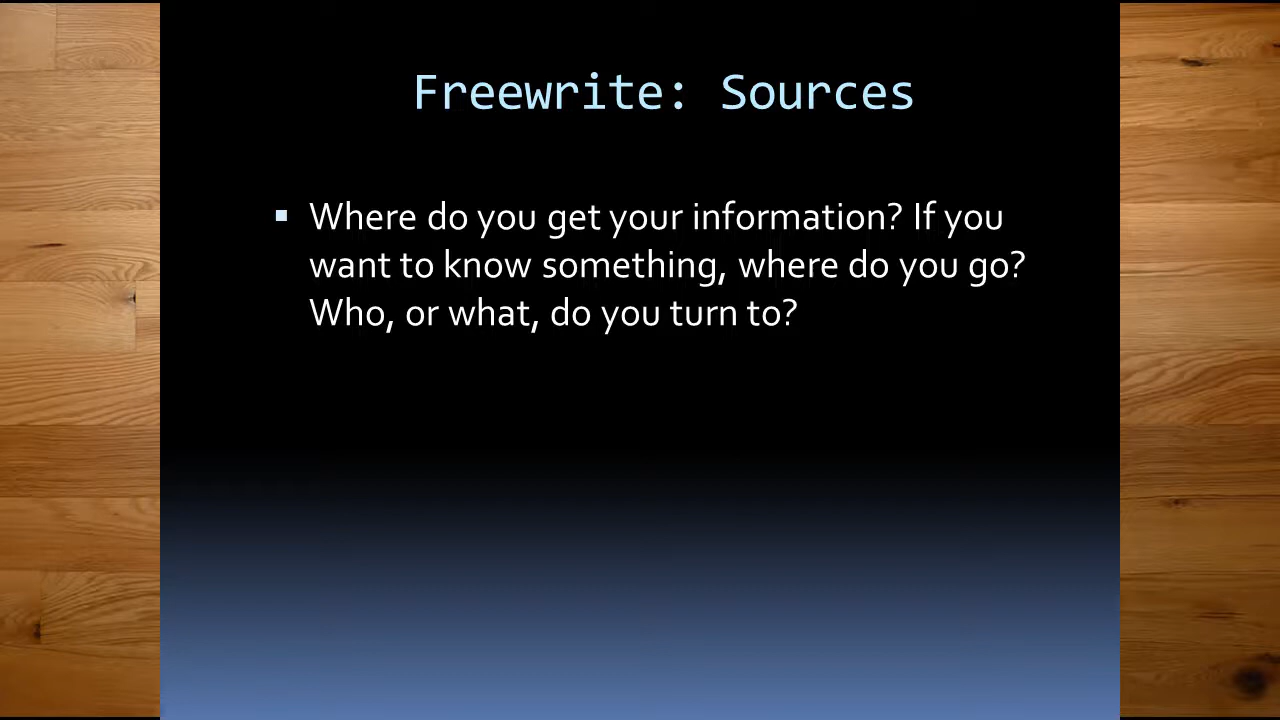 Freewrite: Sources
Where do you get your information? If you
want to know something, where do you go?
Who, or what, do you turn to?